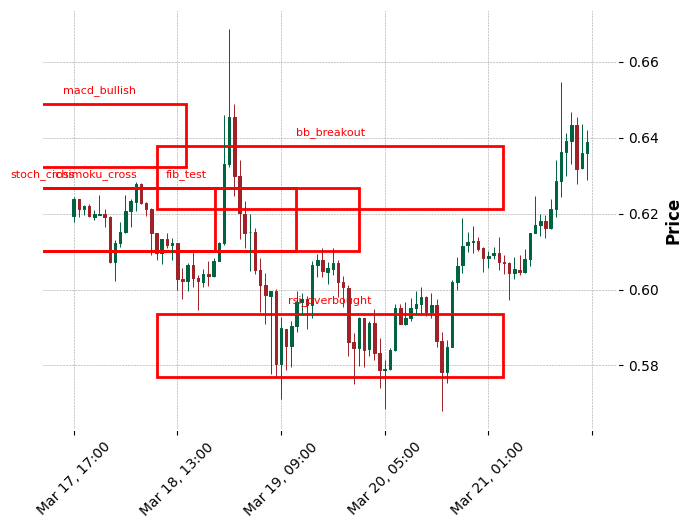 0.66
macd_bullish
0.64
bb_breakout
stoch_cross
ichimoku_cross
fib_test
0.62
Price
0.60
rsi_overbought
0.58
Mar 17, 17:00
Mar 18, 13:00
Mar 19, 09:00
Mar 20, 05:00
Mar 21, 01:00